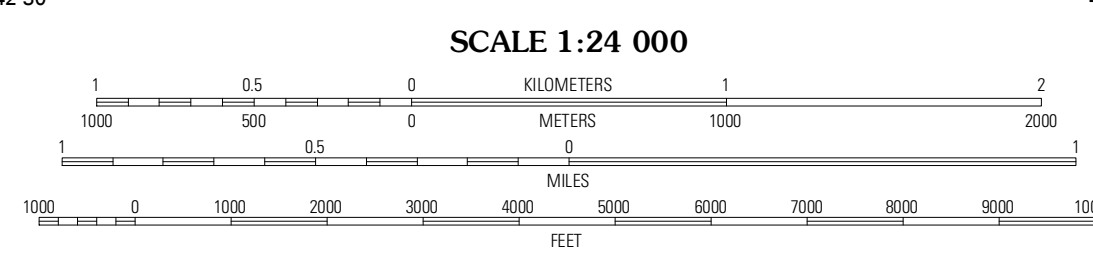 SCALE 1:24 000
1 0.5 0 KILOMETERS 1 2
1000 500 0 METERS 1000 2000
1 0.5 0 1
MILES
1000 0 1000 2000 3000 4000 5000 6000 7000 8000 9000
FEET